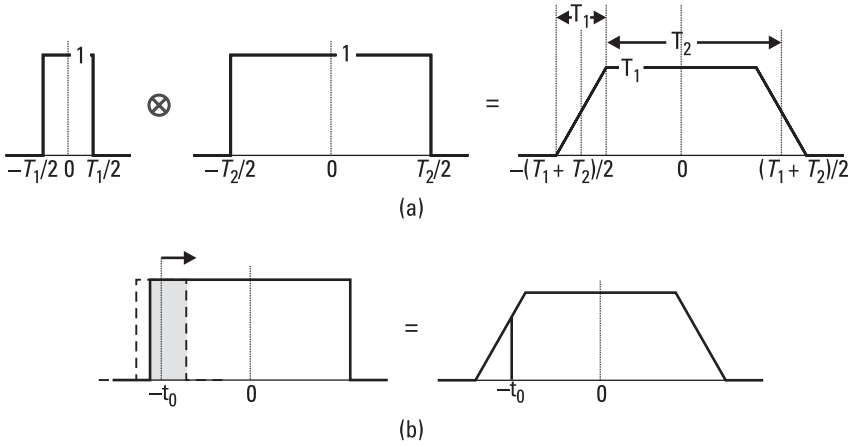 T₁
T₂
1
⊗
1
=
T₁
−T₁/2 0 T₁/2
−T₂/2 0 T₂/2
−(T₁ + T₂)/2 0 (T₁ + T₂)/2
(a)
=
−t₀ 0
−t₀ 0
(b)